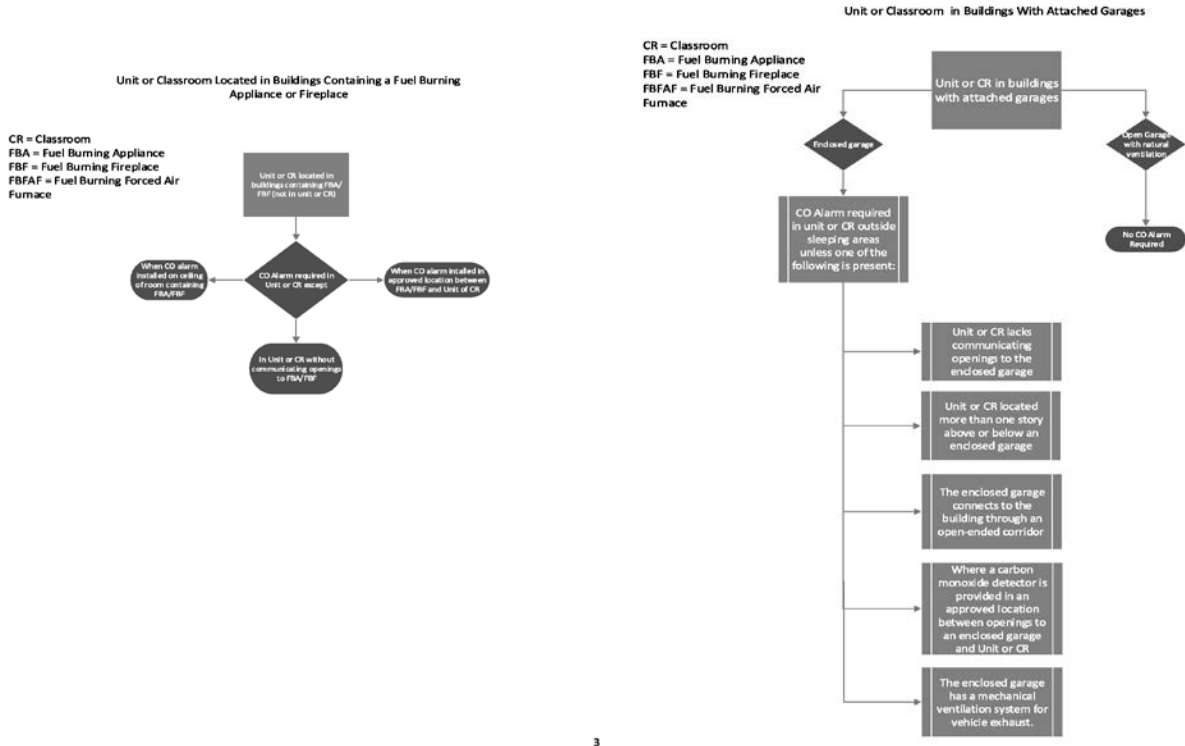 Unit or Classroom Located in Buildings Containing a Fuel Burning
Appliance or Fireplace
CR = Classroom
FBA = Fuel Burning Appliance
FBF = Fuel Burning Fireplace
FBFAF = Fuel Burning Forced Air
Furnace
Unit or CR located in
buildings containing FBA/
FBF (not in unit or CR)
When CO alarm
installed on ceiling
of room containing
FBA/FBF
CO Alarm required in
Unit or CR except
When CO alarm intalled in
approved location between
FBA/FBF and Unit of CR
In Unit or CR without
communicating openings
to FBA/FBF
Unit or Classroom in Buildings With Attached Garages
CR = Classroom
FBA = Fuel Burning Appliance
FBF = Fuel Burning Fireplace
FBFAF = Fuel Burning Forced Air
Furnace
Unit or CR in buildings
with attached garages
Enclosed garage
Open Garage
with natural
ventilation
CO Alarm required
in unit or CR outside
sleeping areas
unless one of the
following is present:
No CO Alarm
Required
Unit or CR lacks
communicating
openings to the
enclosed garage
Unit or CR located
more than one story
above or below an
enclosed garage
The enclosed garage
connects to the
building through an
open-ended corridor
Where a carbon
monoxide detector is
provided in an
approved location
between openings to
an enclosed garage
and Unit or CR
The enclosed garage
has a mechanical
ventilation system for
vehicle exhaust.
3